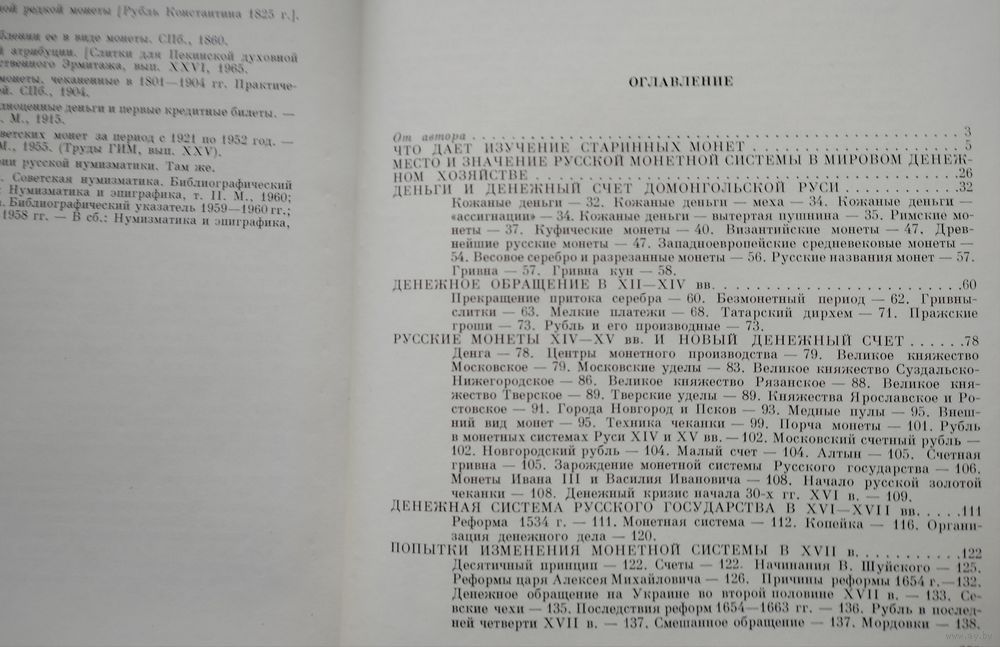 ной редкой монеты [Рубль Константина 1825 г.].
ее в виде монеты. СПб., 1860.
атрибуции. [Слитки для Пекинской духовной
ственного Эрмитажа, вып. XXVI, 1965.
монеты, чеканенные в 1801—1904 гг. Практиче-
СПб., 1904.
деньги и первые кредитные билеты. —
М., 1915.
ветских монет за период с 1921 по 1952 год. —
М., 1955. (Труды ГИМ, вып. XXV).
рии русской нумизматики. Там же.
Советская нумизматика. Библиографический
Нумизматика и эпиграфика, т. II. М., 1960;
Библиографический указатель 1959—1960 гг.;
1958 гг. — В сб.: Нумизматика и эпиграфика,
ОГЛАВЛЕНИЕ
От автора . . . . . . . . . . 3
ЧТО ДАЕТ ИЗУЧЕНИЕ СТАРИННЫХ МОНЕТ . . . . . . . . . . 5
МЕСТО И ЗНАЧЕНИЕ РУССКОЙ МОНЕТНОЙ СИСТЕМЫ В МИРОВОМ ДЕНЕЖ-
НОМ ХОЗЯЙСТВЕ . . . . . . . . . . 26
ДЕНЬГИ И ДЕНЕЖНЫЙ СЧЕТ ДОМОНГОЛЬСКОЙ РУСИ . . . . . . . . . . 32
Кожаные деньги — 32. Кожаные деньги — меха — 34. Кожаные деньги —
«ассигнации» — 34. Кожаные деньги — вытертая пушнина — 35. Римские мо-
неты — 37. Куфические монеты — 40. Византийские монеты — 47. Древ-
нейшие русские монеты — 47. Западноевропейские средневековые монеты —
54. Весовое серебро и разрезанные монеты — 56. Русские названия монет — 57.
Гривна — 57. Гривна кун — 58.
ДЕНЕЖНОЕ ОБРАЩЕНИЕ В XII—XIV вв. . . . . . . . . . . 60
Прекращение притока серебра — 60. Безмонетный период — 62. Гривны-
слитки — 63. Мелкие платежи — 68. Татарский дирхем — 71. Пражские
гроши — 73. Рубль и его производные — 73.
РУССКИЕ МОНЕТЫ XIV—XV вв. И НОВЫЙ ДЕНЕЖНЫЙ СЧЕТ . . . . . . 78
Денга — 78. Центры монетного производства — 79. Великое княжество
Московское — 79. Московские уделы — 83. Великое княжество Суздальско-
Нижегородское — 86. Великое княжество Рязанское — 88. Великое кня-
жество Тверское — 89. Тверские уделы — 89. Княжества Ярославское и Ро-
стовское — 91. Города Новгород и Псков — 93. Медные пулы — 95. Внеш-
ний вид монет — 95. Техника чеканки — 99. Порча монеты — 101. Рубль
в монетных системах Руси XIV и XV вв. — 102. Московский счетный рубль —
102. Новгородский рубль — 104. Малый счет — 104. Алтын — 105. Счетная
гривна — 105. Зарождение монетной системы Русского государства — 106.
Монеты Ивана III и Василия Ивановича — 108. Начало русской золотой
чеканки — 108. Денежный кризис начала 30-х гг. XVI в. — 109.
ДЕНЕЖНАЯ СИСТЕМА РУССКОГО ГОСУДАРСТВА В XVI—XVII вв. . . . . 111
Реформа 1534 г. — 111. Монетная система — 112. Копейка — 116. Органи-
зация денежного дела — 120.
ПОПЫТКИ ИЗМЕНЕНИЯ МОНЕТНОЙ СИСТЕМЫ В XVII в. . . . . . . . . . . 122
Десятичный принцип — 122. Счеты — 122. Начинания В. Шуйского — 125.
Реформы царя Алексея Михайловича — 126. Причины реформы 1654 г. — 132.
Денежное обращение на Украине во второй половине XVII в. — 133. Се-
вские чехи — 135. Последствия реформ 1654—1663 гг. — 136. Рубль в послед-
ней четверти XVII в. — 137. Смешанное обращение — 137. Мордовки — 138.
www.ay.by